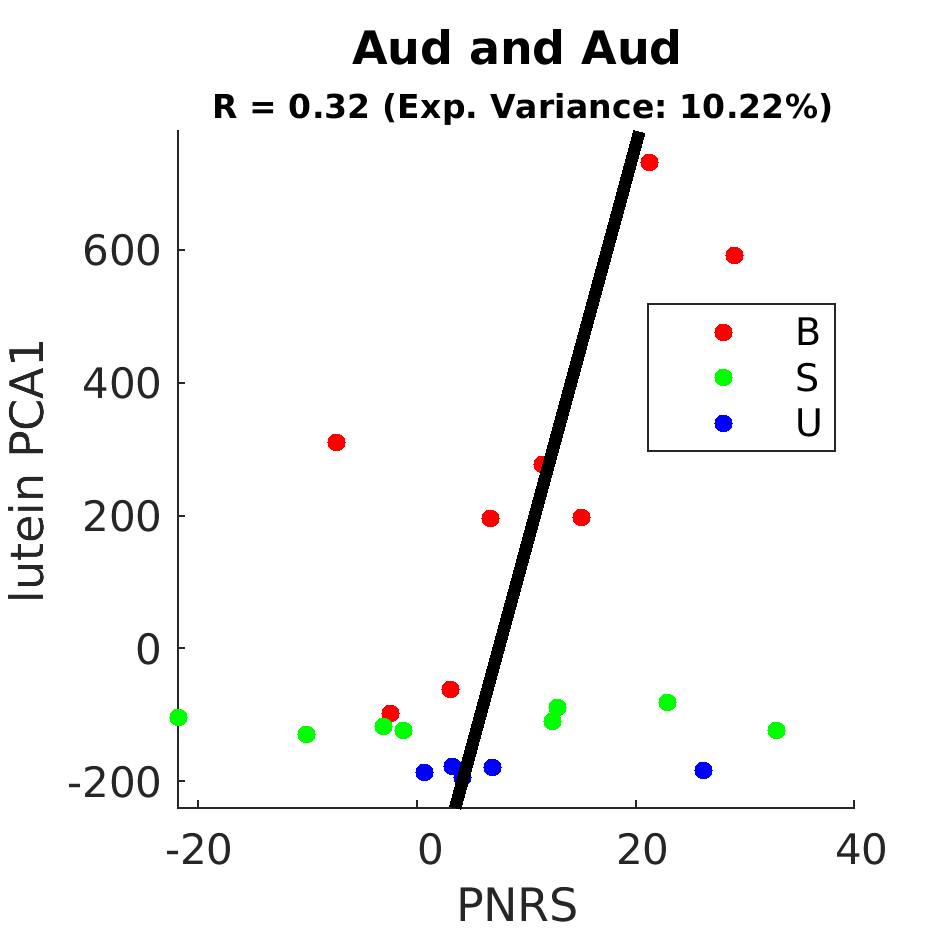 Aud and Aud
R = 0.32 (Exp. Variance: 10.22%)
600
400
200
0
-200
lutein PCA1
B
S
U
-20
0
20
40
PNRS